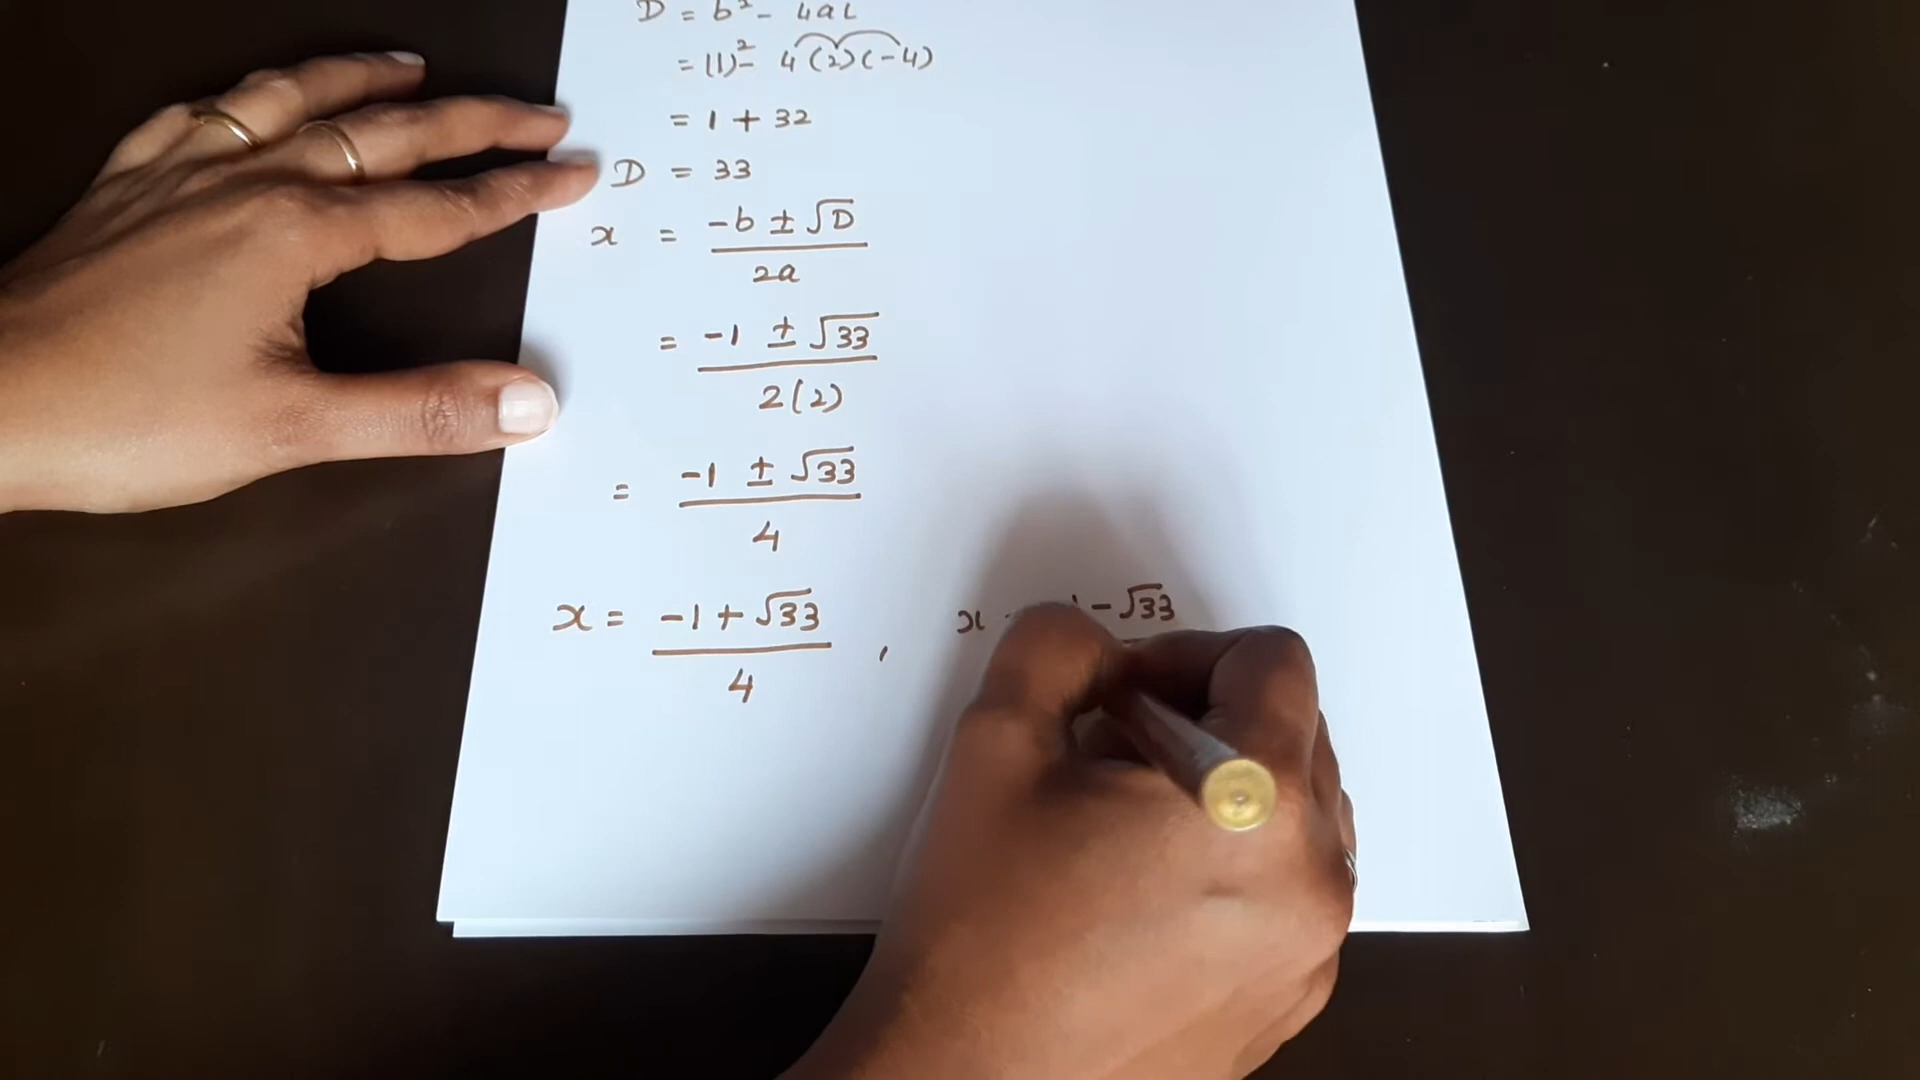 D = b² - 4ac
= (1)² - 4(2)(-4)
= 1 + 32
D = 33
x = -b ± √D
2a
= -1 ± √33
2(2)
= -1 ± √33
4
x = -1 + √33 , x - √33
4